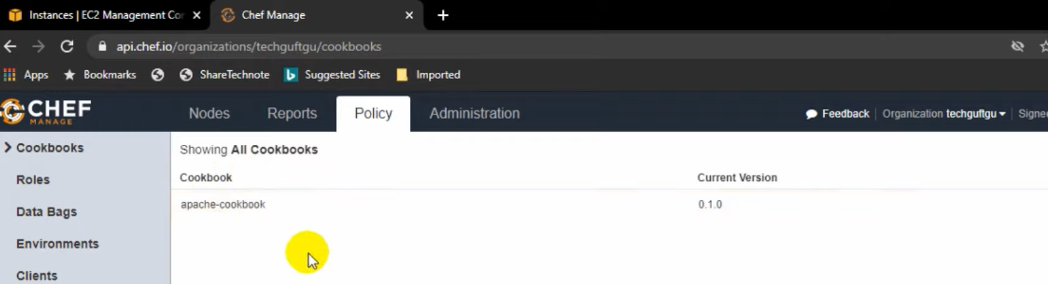 Instances | EC2 Management Con
Chef Manage
api.chef.io/organizations/techguftgu/cookbooks
Apps
Bookmarks
ShareTechnote
Suggested Sites
Imported
CHEF
MANAGE
Nodes
Reports
Policy
Administration
Feedback
Organization techguftgu
Signe
Cookbooks
Roles
Data Bags
Environments
Clients
Showing All Cookbooks
Cookbook
Current Version
apache-cookbook
0.1.0